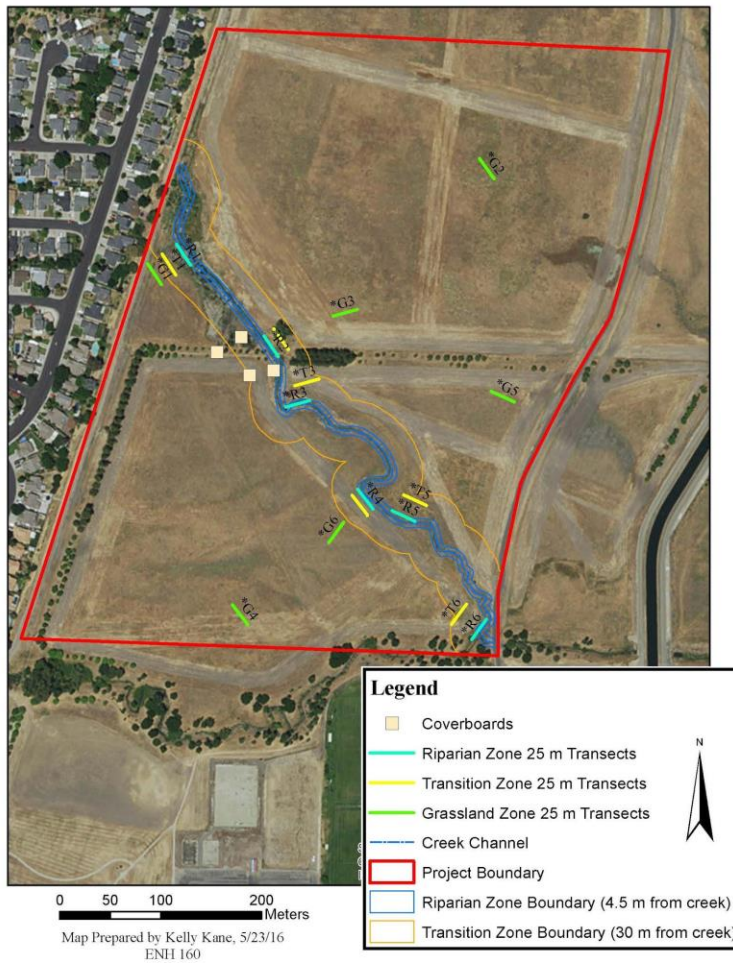 *G2
*R1
*T1
*G1
*G3
*T3
*R3
*G5
*R4
*T5
*R5
*G6
*G4
*T6
*R6
Legend
Coverboards
Riparian Zone 25 m Transects
Transition Zone 25 m Transects
Grassland Zone 25 m Transects
Creek Channel
Project Boundary
Riparian Zone Boundary (4.5 m from creek)
Transition Zone Boundary (30 m from creek)
N
0 50 100 200
Meters
Map Prepared by Kelly Kane, 5/23/16
ENH 160